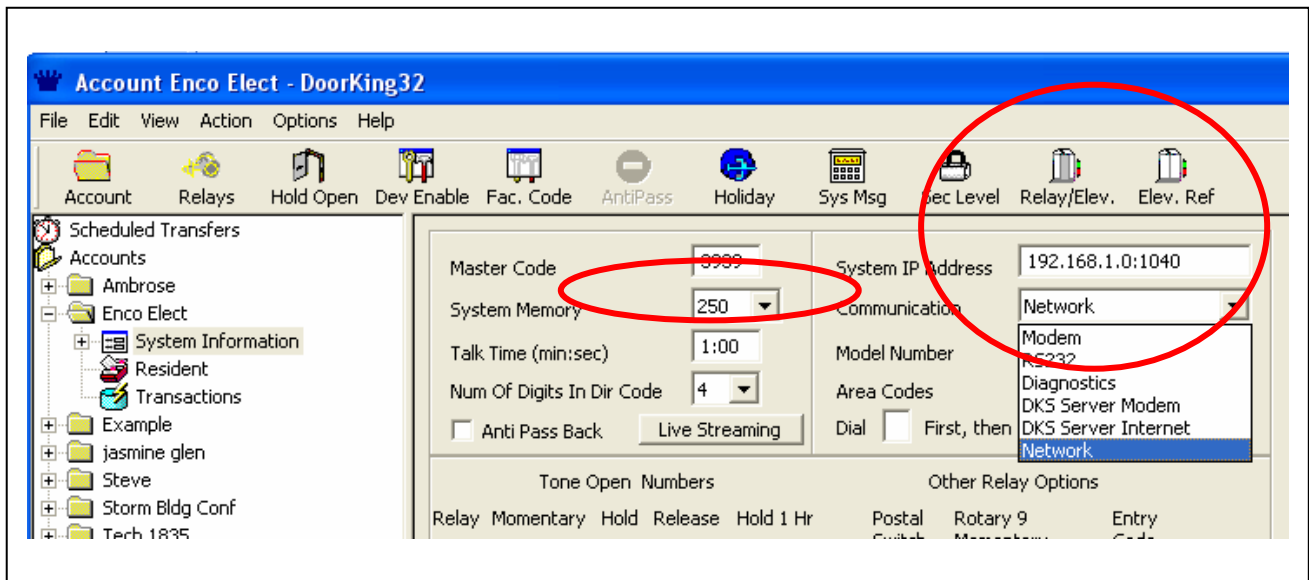 Account Enco Elect - DoorKing32
File Edit View Action Options Help
Account Relays Hold Open Dev Enable Fac. Code AntiPass Holiday Sys Msg Sec Level Relay/Elev. Elev. Ref
Scheduled Transfers
Accounts
Ambrose
Enco Elect
System Information
Resident
Transactions
Example
jasmine glen
Steve
Storm Bldg Conf
Tech 1835
Master Code
System Memory 250
Talk Time (min:sec) 1:00
Num Of Digits In Dir Code 4
Anti Pass Back Live Streaming
System IP Address 192.168.1.0:1040
Communication Network
Model Number
Area Codes
Dial First, then
Modem
RS232
Diagnostics
DKS Server Modem
DKS Server Internet
Network
Tone Open Numbers
Relay Momentary Hold Release Hold 1 Hr
Other Relay Options
Postal Rotary 9 Entry
Switch Momentary Code